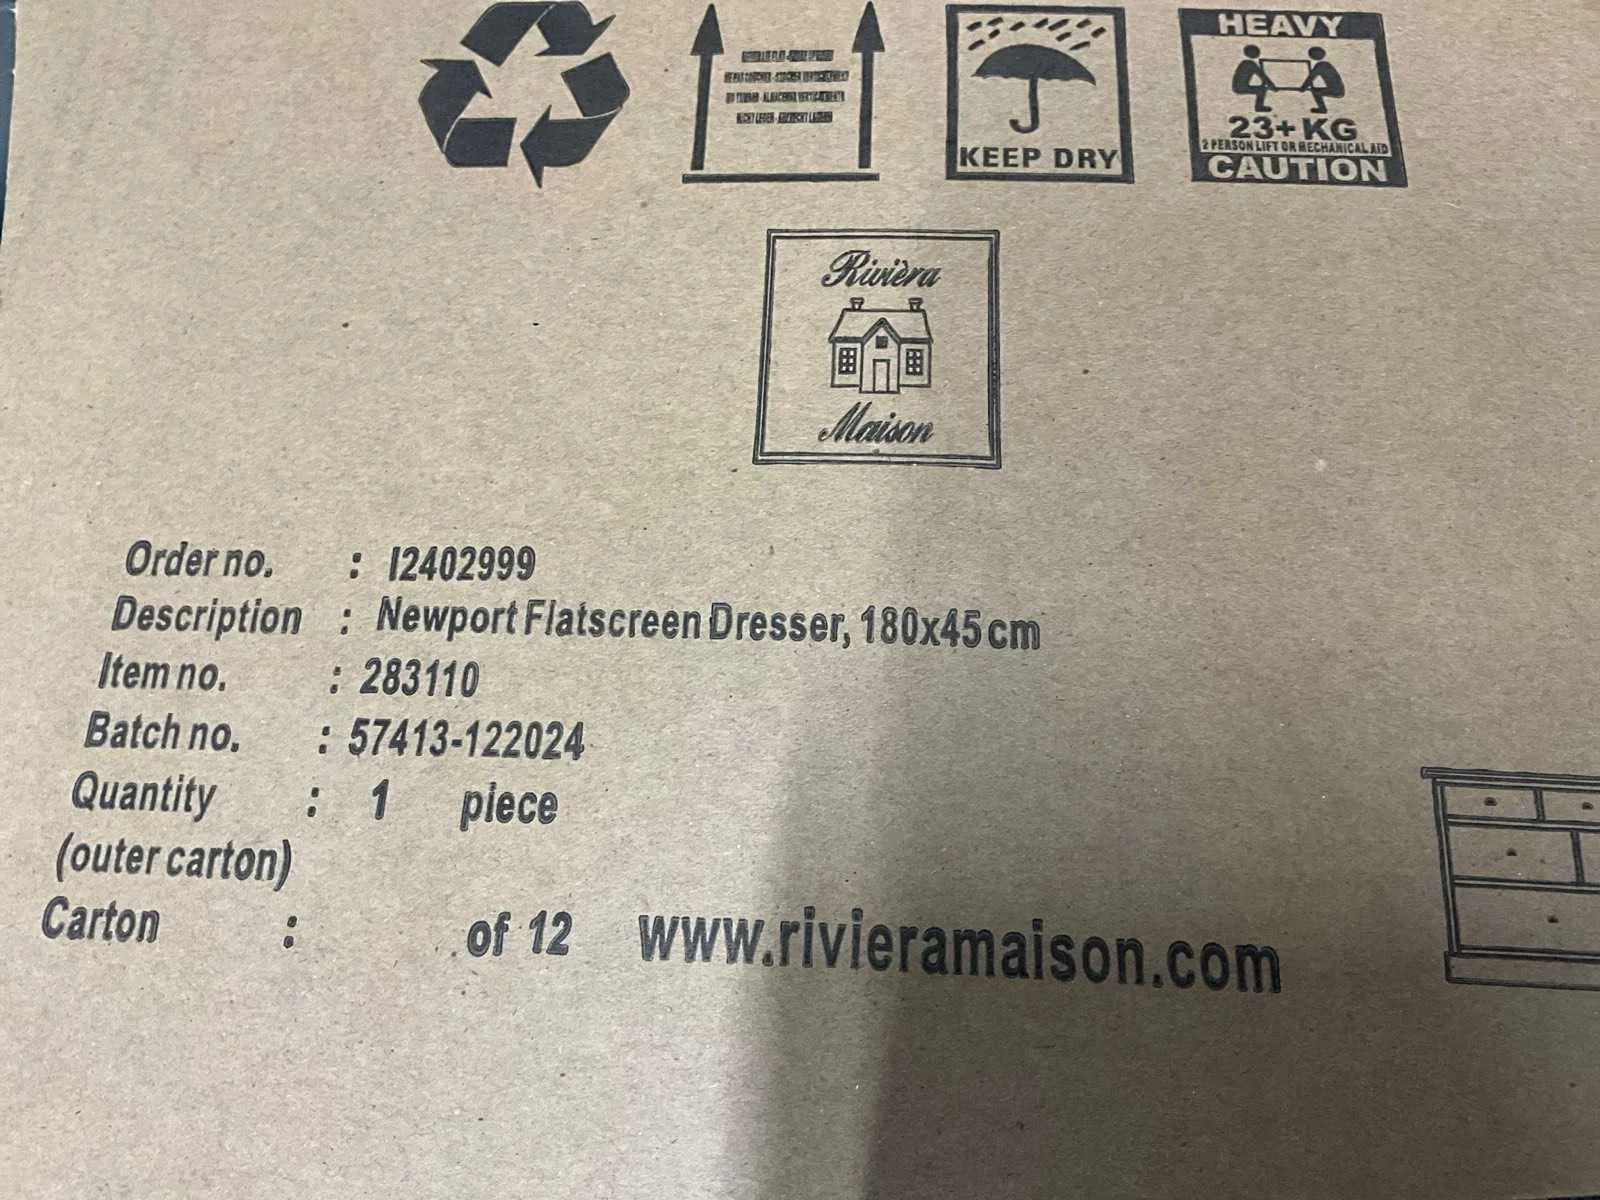 HEAVY
23+ KG
2 PERSON LIFT OR MECHANICAL AID
CAUTION
KEEP DRY
Rivièra
Maison
Order no. : I2402999
Description : Newport Flatscreen Dresser, 180x45 cm
Item no. : 283110
Batch no. : 57413-122024
Quantity : 1 piece
(outer carton)
Carton : of 12
www.rivieramaison.com